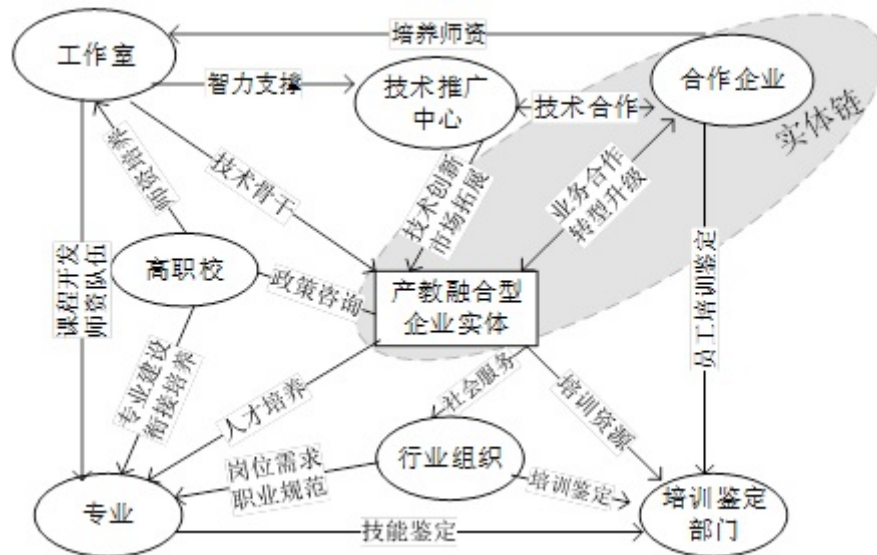 培养师资
工作室
合作企业
智力支撑
技术推广
中心
技术合作
实体链
师资培养
技术骨干
技术创新
市场拓展
业务合作
转型升级
高职校
政策咨询
产教融合型
企业实体
课程开发
师资队伍
员工培训鉴定
专业建设
衔接培养
人才培养
社会服务
培训资源
岗位需求
职业规范
行业组织
培训鉴定
专业
技能鉴定
培训鉴定
部门